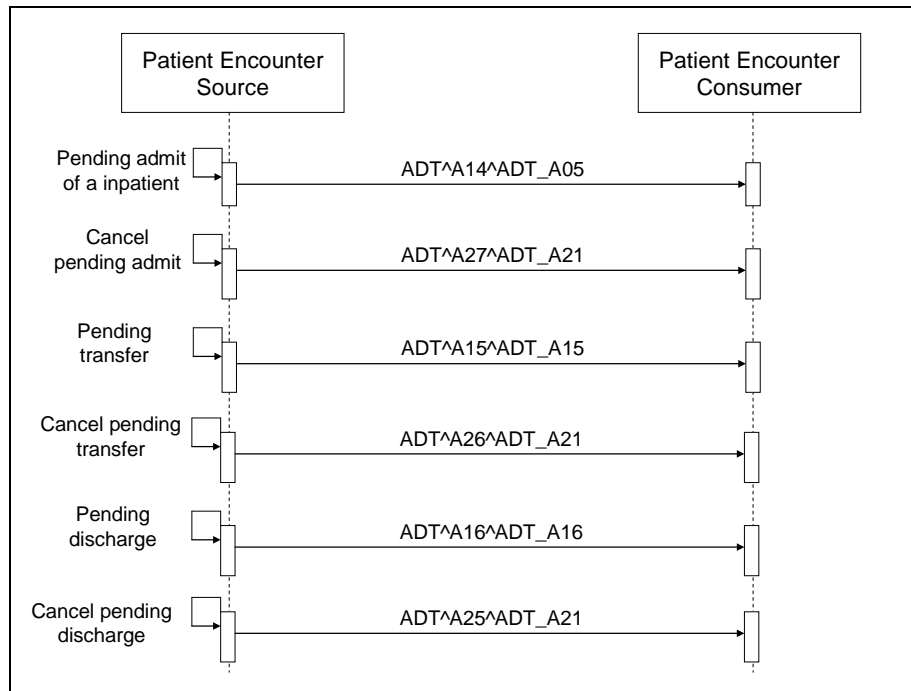 Patient Encounter
Source
Patient Encounter
Consumer
Pending admit
of a inpatient
ADT^A14^ADT_A05
Cancel
pending admit
ADT^A27^ADT_A21
Pending
transfer
ADT^A15^ADT_A15
Cancel pending
transfer
ADT^A26^ADT_A21
Pending
discharge
ADT^A16^ADT_A16
Cancel pending
discharge
ADT^A25^ADT_A21